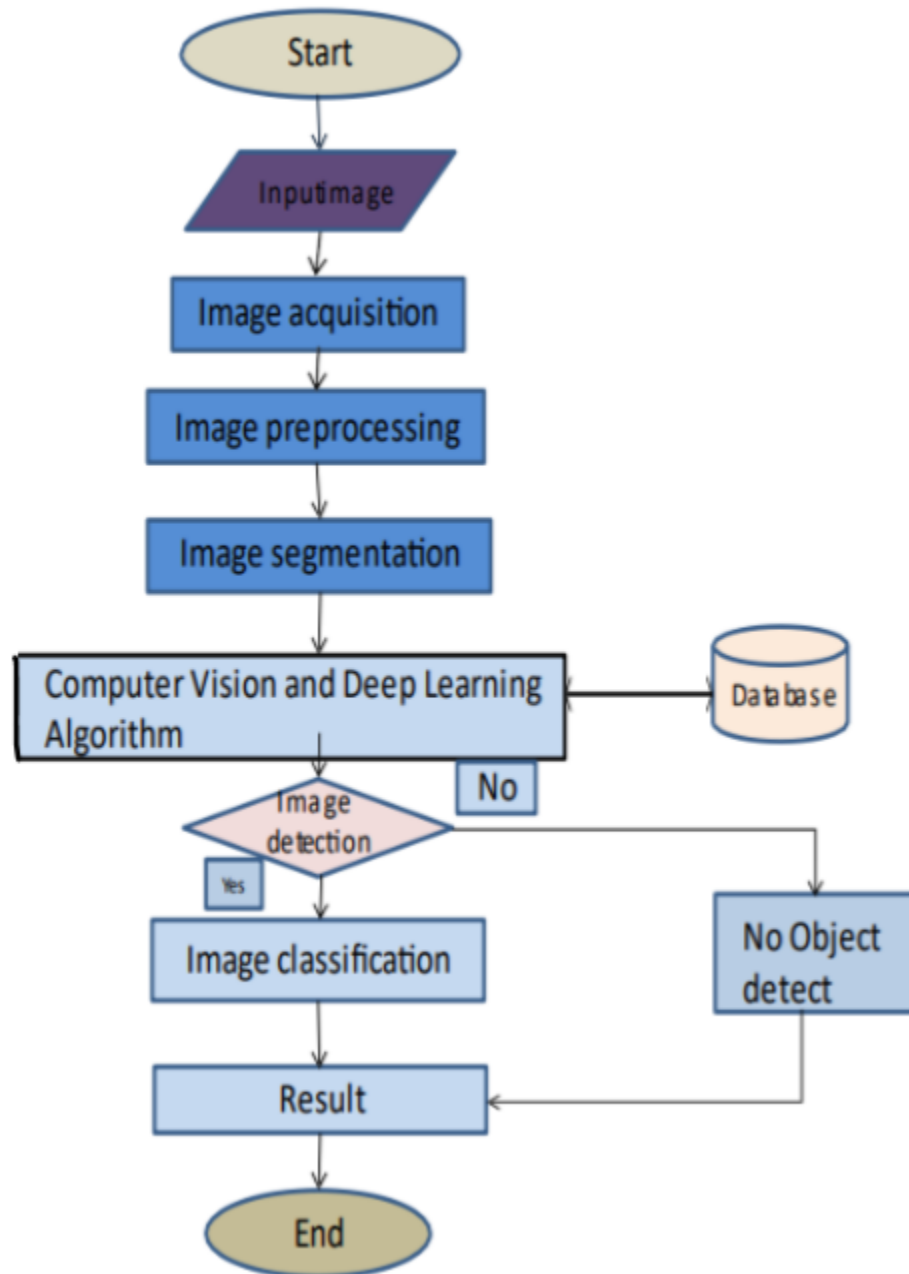 Start
Inputimage
Image acquisition
Image preprocessing
Image segmentation
Computer Vision and Deep Learning
Algorithm
Database
No
Image
detection
Yes
Image classification
No Object
detect
Result
End